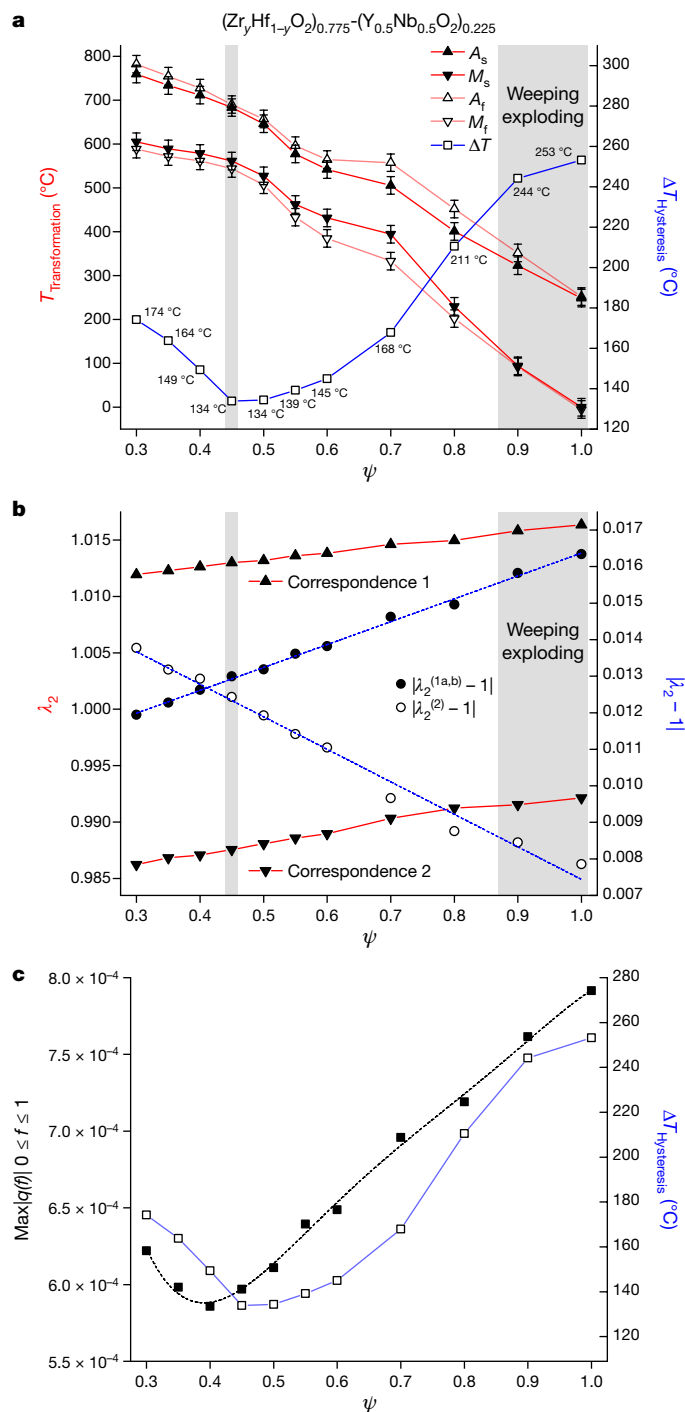 a
(ZryHf1–yO2)0.775-(Y0.5Nb0.5O2)0.225
800
700
600
500
400
300
200
100
0
TTransformation (°C)
As
Ms
Af
Mf
ΔT
Weeping
exploding
174 °C
164 °C
149 °C
134 °C
134 °C
139 °C
145 °C
168 °C
211 °C
244 °C
253 °C
300
280
260
240
220
200
180
160
140
120
ΔTHysteresis (°C)
0.3 0.4 0.5 0.6 0.7 0.8 0.9 1.0
ψ
b
1.015
1.010
1.005
1.000
0.995
0.990
0.985
λ2
Correspondence 1
Weeping
exploding
|λ2(1a,b) – 1|
|λ2(2) – 1|
Correspondence 2
0.017
0.016
0.015
0.014
0.013
0.012
0.011
0.010
0.009
0.008
0.007
|λ2 – 1|
0.3 0.4 0.5 0.6 0.7 0.8 0.9 1.0
ψ
c
8.0 × 10–4
7.5 × 10–4
7.0 × 10–4
6.5 × 10–4
6.0 × 10–4
5.5 × 10–4
Max|q(f)| 0 ≤ f ≤ 1
280
260
240
220
200
180
160
140
120
ΔTHysteresis (°C)
0.3 0.4 0.5 0.6 0.7 0.8 0.9 1.0
ψ